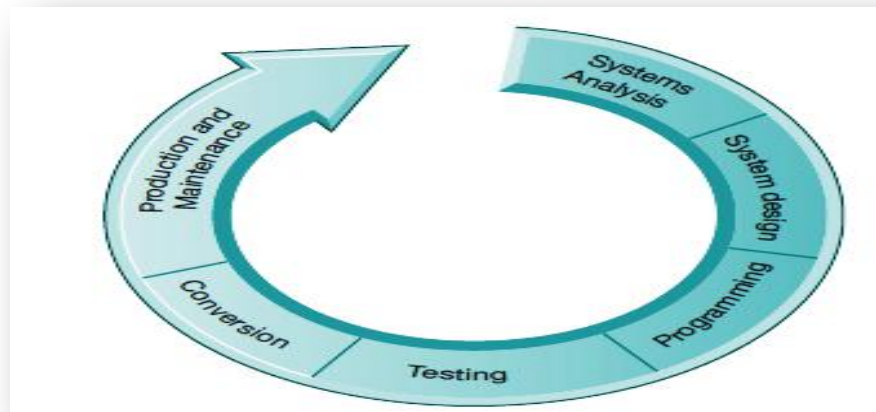 Systems
Analysis
System design
Programming
Testing
Conversion
Production and
Maintenance